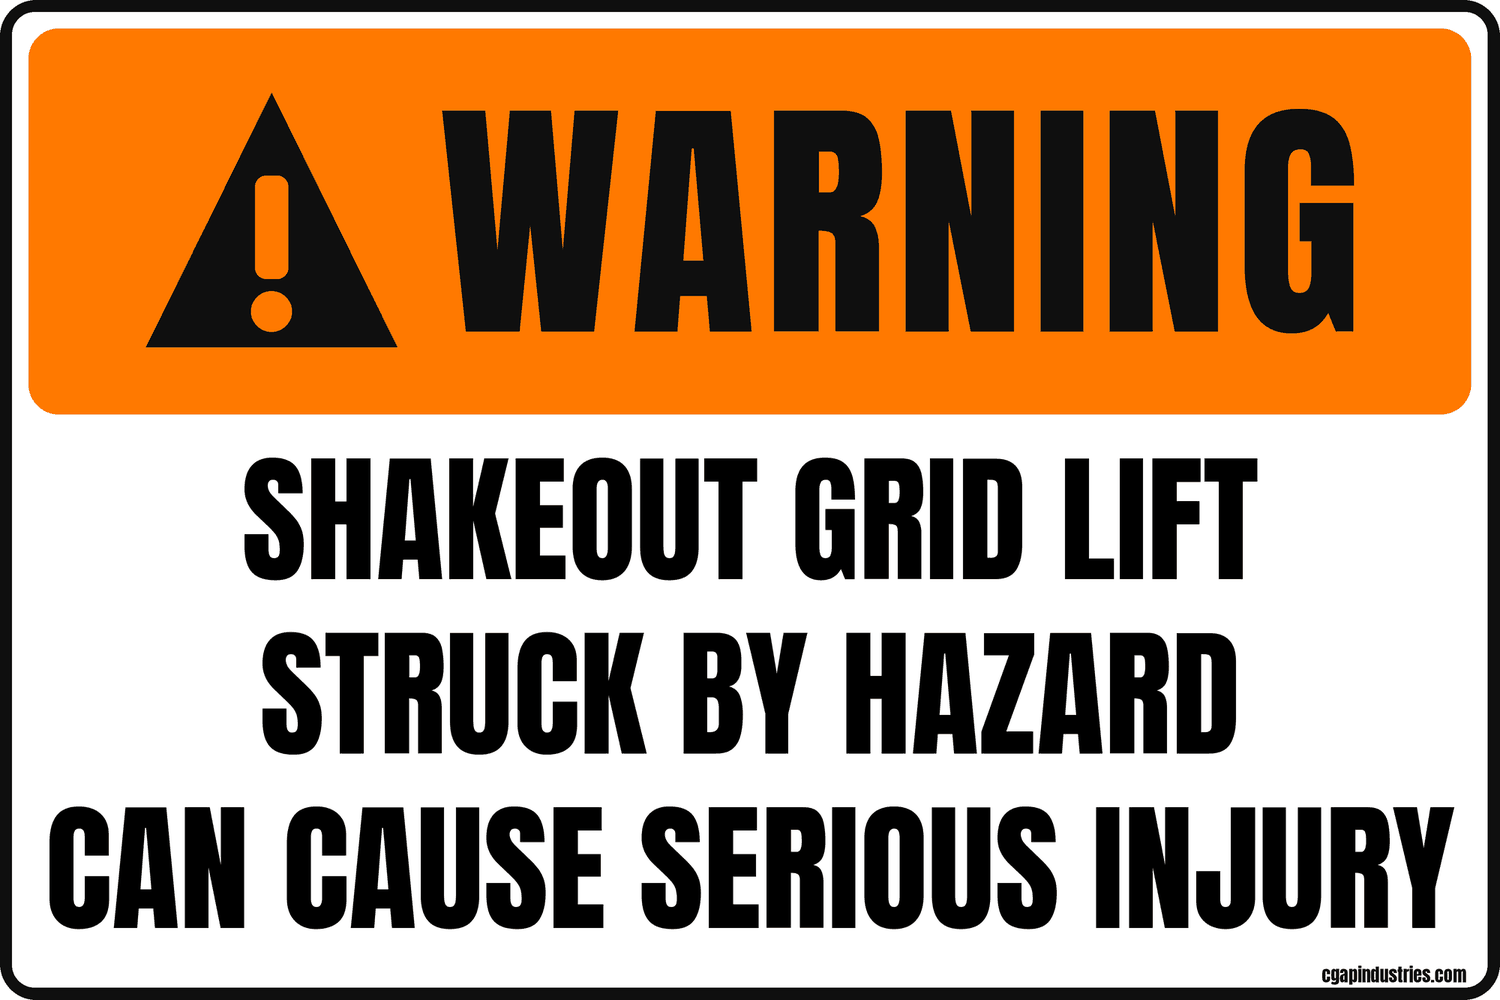 WARNING
SHAKEOUT GRID LIFT
STRUCK BY HAZARD
CAN CAUSE SERIOUS INJURY
cgapindustries.com